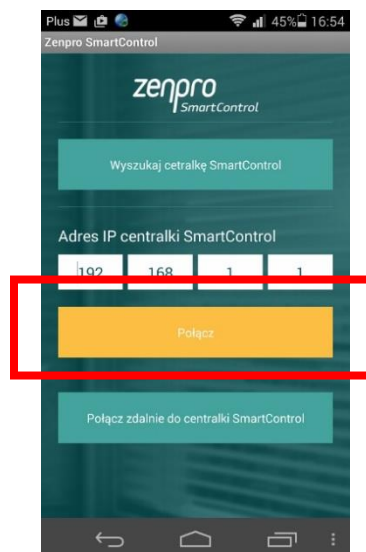 Plus 45% 16:54
Zenpro SmartControl
zenpro
SmartControl
Wyszukaj cetralkę SmartControl
Adres IP centralki SmartControl
192 168 1 1
Połącz
Połącz zdalnie do centralki SmartControl